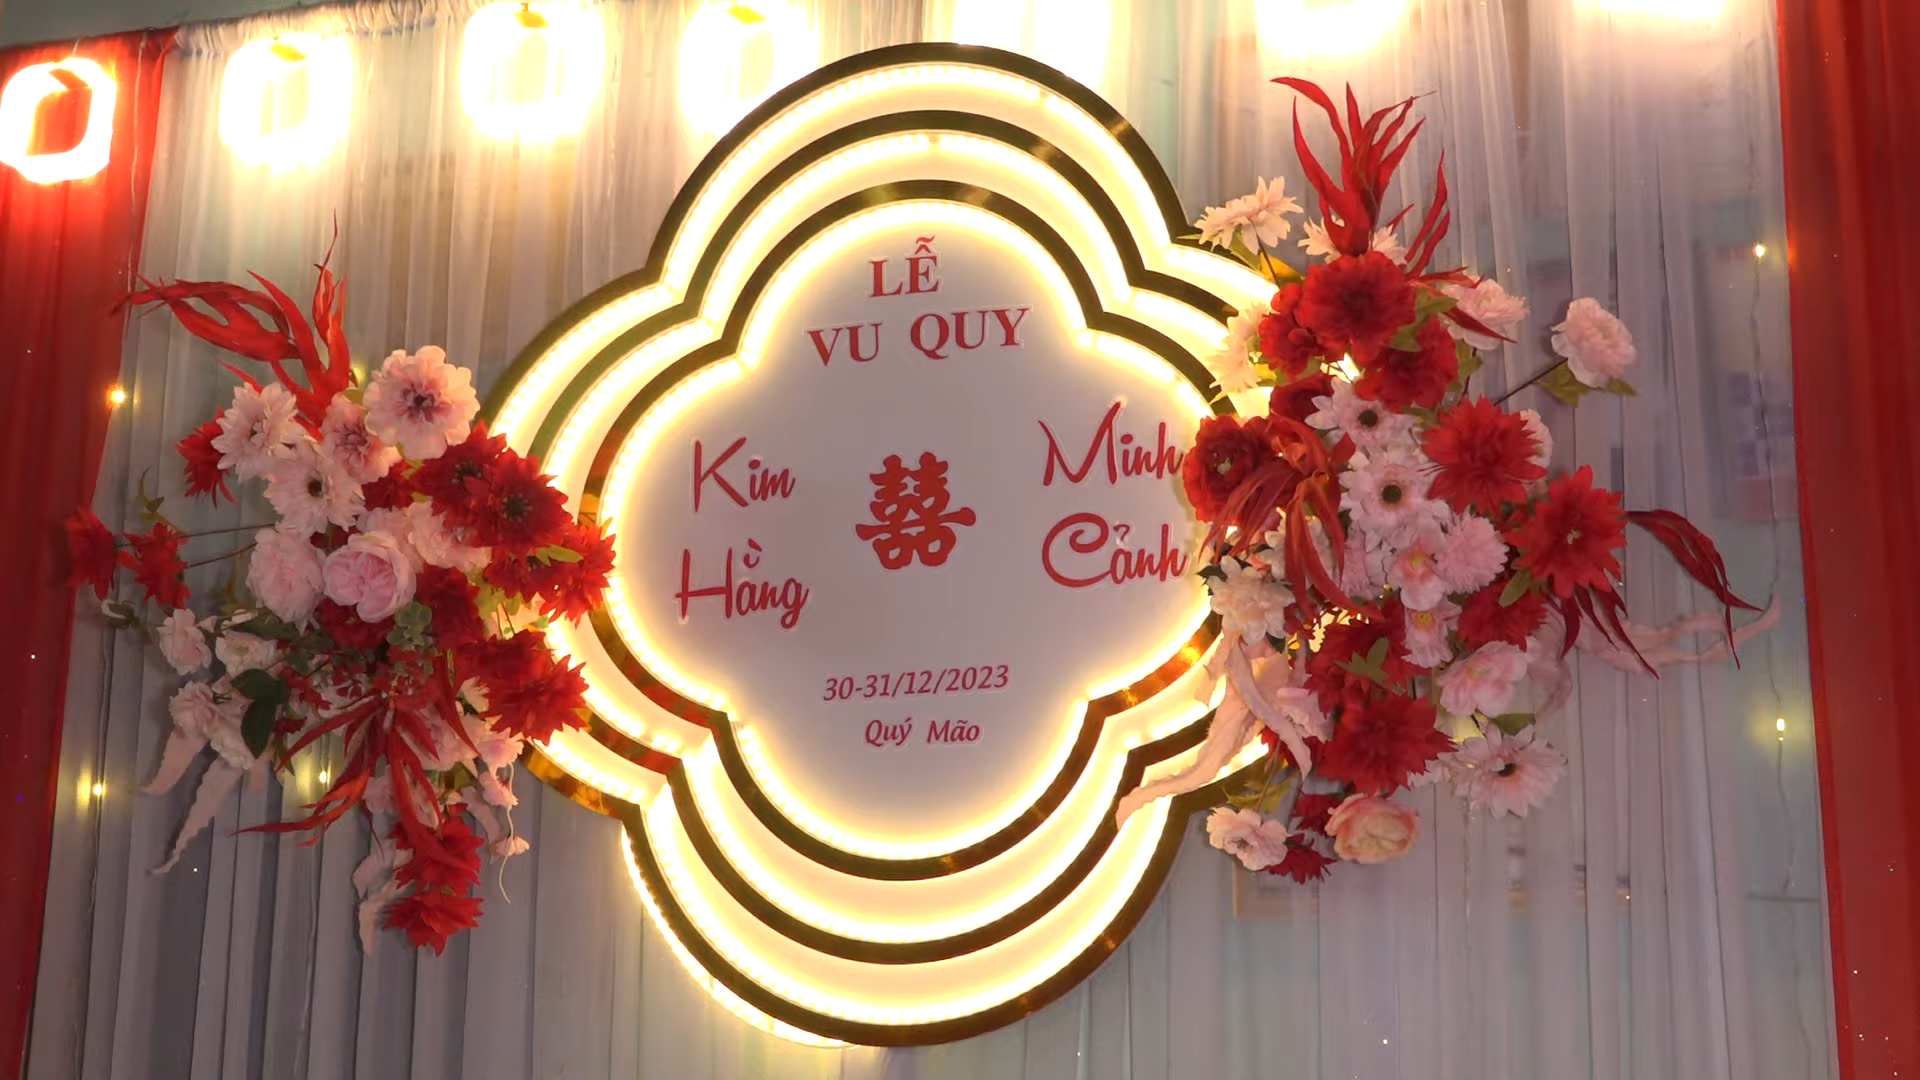 LỄ
VU QUY
Kim
Hằng
囍
Minh
Cảnh
30-31/12/2023
Quý Mão